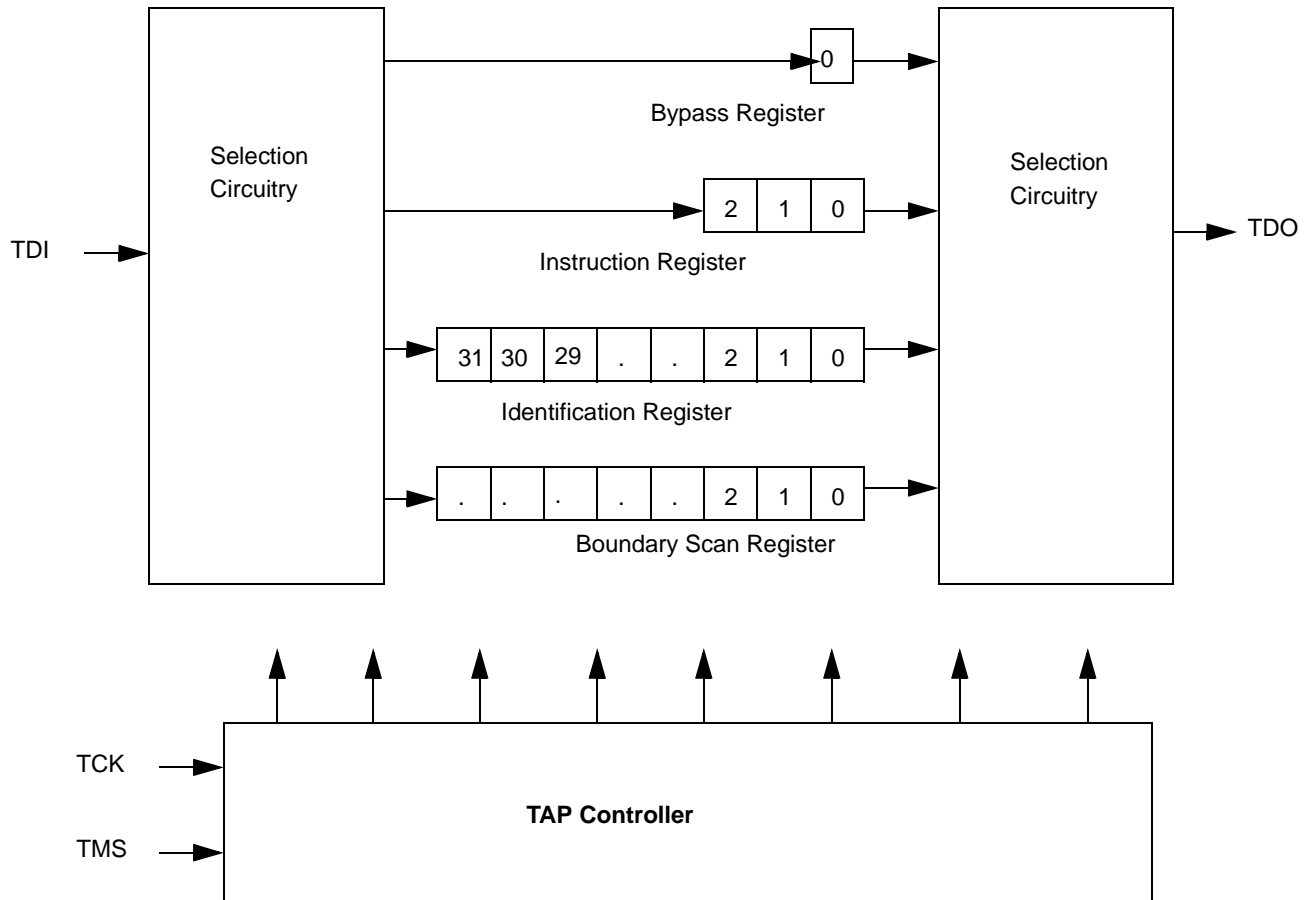 0
Bypass Register
Selection
Circuitry
Selection
Circuitry
2 1 0
TDI
TDO
Instruction Register
31 30 29 . . 2 1 0
Identification Register
. . . . . 2 1 0
Boundary Scan Register
TCK
TAP Controller
TMS